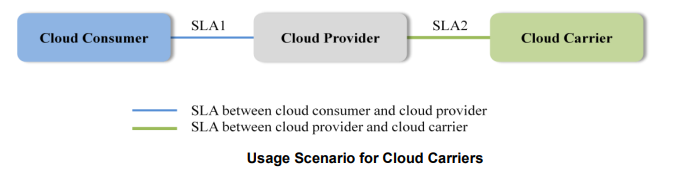 SLA1
SLA2
Cloud Consumer
Cloud Provider
Cloud Carrier
SLA between cloud consumer and cloud provider
SLA between cloud provider and cloud carrier
Usage Scenario for Cloud Carriers